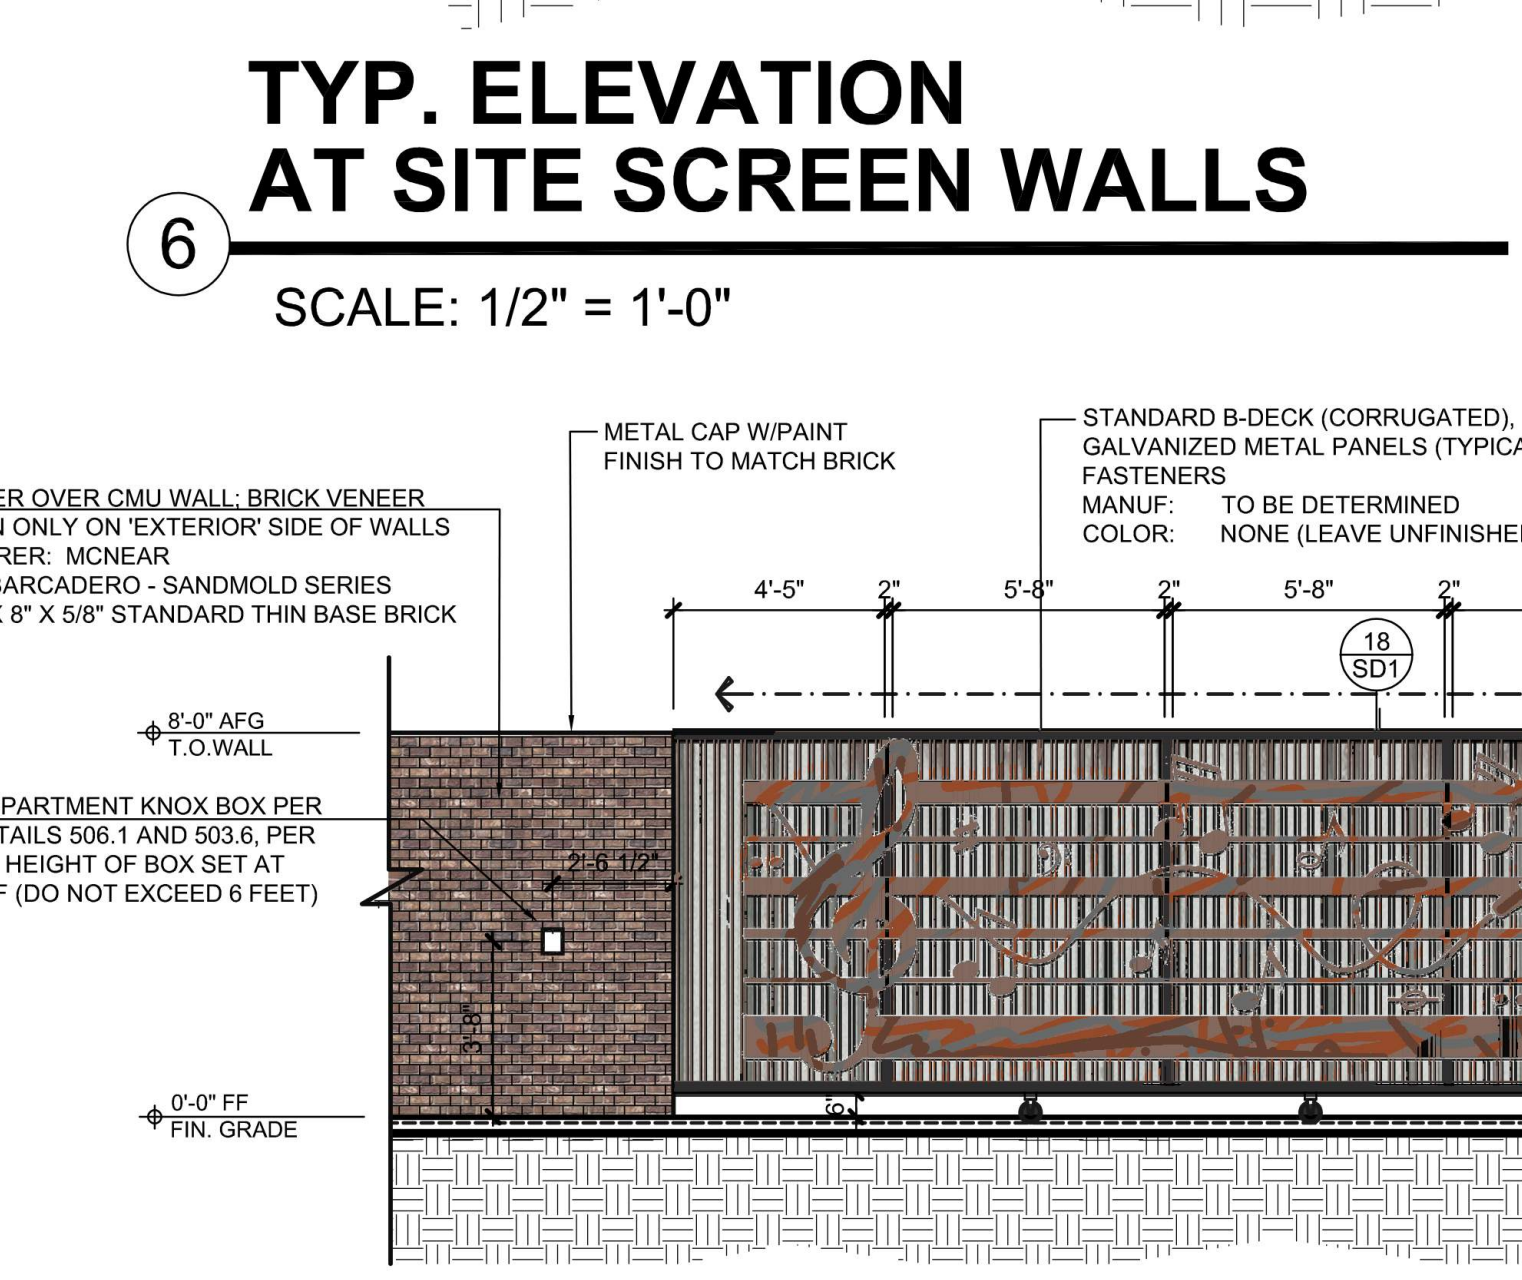 TYP. ELEVATION
AT SITE SCREEN WALLS
6
SCALE: 1/2" = 1'-0"
METAL CAP W/PAINT
FINISH TO MATCH BRICK
STANDARD B-DECK (CORRUGATED),
GALVANIZED METAL PANELS (TYPICA
FASTENERS
MANUF: TO BE DETERMINED
COLOR: NONE (LEAVE UNFINISHE
ER OVER CMU WALL; BRICK VENEER
N ONLY ON 'EXTERIOR' SIDE OF WALLS
RER: MCNEAR
BARCADERO - SANDMOLD SERIES
X 8" X 5/8" STANDARD THIN BASE BRICK
4'-5" 2" 5'-8" 2" 5'-8" 2"
18
SD1
8'-0" AFG
T.O.WALL
PARTMENT KNOX BOX PER
TAILS 506.1 AND 503.6, PER
HEIGHT OF BOX SET AT
F (DO NOT EXCEED 6 FEET)
2'-6 1/2"
3'-8"
6"
0'-0" FF
FIN. GRADE